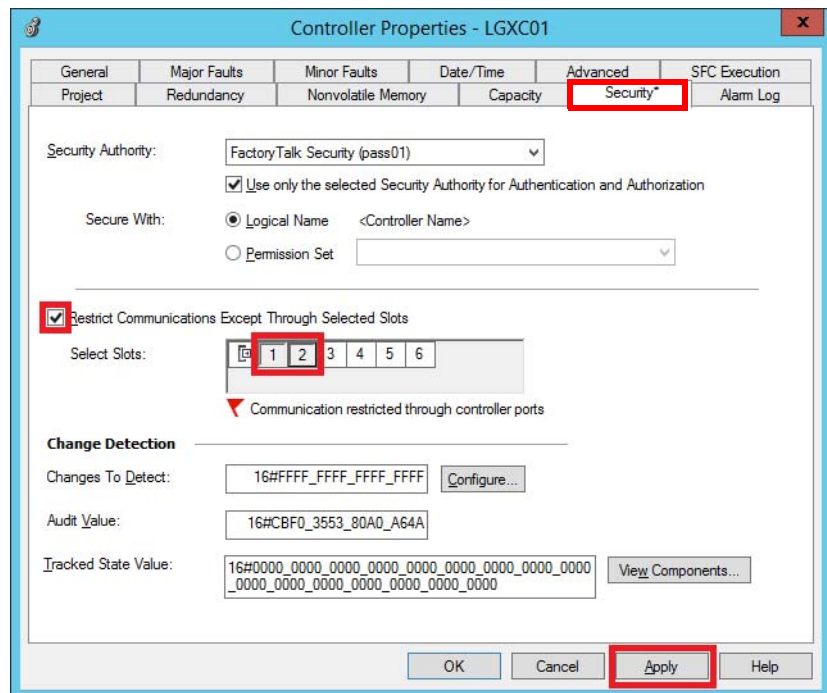 Controller Properties - LGXC01
x
General Major Faults Minor Faults Date/Time Advanced SFC Execution
Project Redundancy Nonvolatile Memory Capacity Security* Alarm Log
Security Authority: FactoryTalk Security (pass01)
Use only the selected Security Authority for Authentication and Authorization
Secure With: Logical Name <Controller Name>
Permission Set
Restrict Communications Except Through Selected Slots
Select Slots: 1 2 3 4 5 6
Communication restricted through controller ports
Change Detection
Changes To Detect: 16#FFFF_FFFF_FFFF_FFFF Configure...
Audit Value: 16#CBF0_3553_80A0_A64A
Tracked State Value: 16#0000_0000_0000_0000_0000_0000_0000_0000_0000
_0000_0000_0000_0000_0000_0000_0000 View Components...
OK Cancel Apply Help